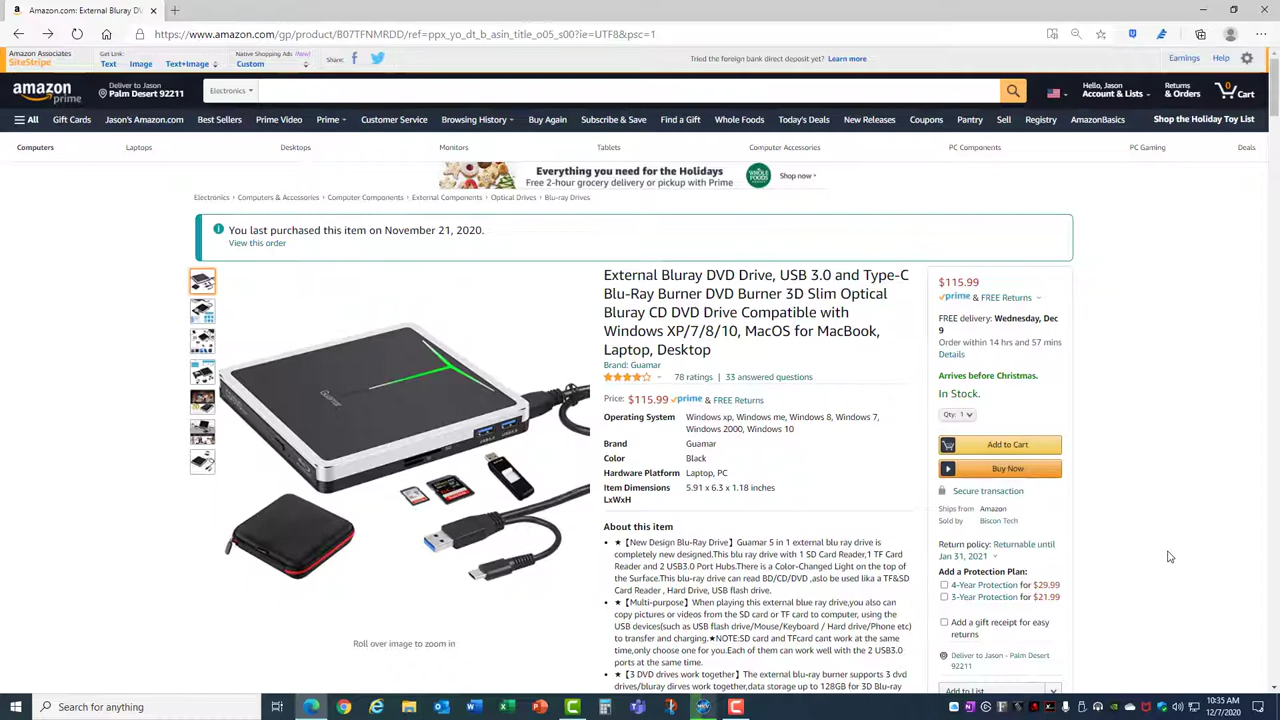 Amazon.com: External Bluray DV
https://www.amazon.com/gp/product/B07TFNMRDD/ref=ppx_yo_dt_b_asin_title_o05_s00?ie=UTF8&psc=1
Amazon Associates
SiteStripe
Get Link:
Text Image Text+Image
Native Shopping Ads (New)
Custom
Share:
Tried the foreign bank direct deposit yet? Learn more
Earnings Help
amazon
prime
Deliver to Jason
Palm Desert 92211
Electronics
Hello, Jason
Account & Lists
Returns
& Orders
0
Cart
All Gift Cards Jason's Amazon.com Best Sellers Prime Video Prime Customer Service Browsing History Buy Again Subscribe & Save Find a Gift Whole Foods Today's Deals New Releases Coupons Pantry Sell Registry AmazonBasics Shop the Holiday Toy List
Computers Laptops Desktops Monitors Tablets Computer Accessories PC Components PC Gaming Deals
Everything you need for the Holidays
Free 2-hour grocery delivery or pickup with Prime
WHOLE
FOODS
Shop now
Electronics › Computers & Accessories › Computer Components › External Components › Optical Drives › Blu-ray Drives
You last purchased this item on November 21, 2020.
View this order
Guamar
Roll over image to zoom in
External Bluray DVD Drive, USB 3.0 and Type-C
Blu-Ray Burner DVD Burner 3D Slim Optical
Bluray CD DVD Drive Compatible with
Windows XP/7/8/10, MacOS for MacBook,
Laptop, Desktop
Brand: Guamar
78 ratings | 33 answered questions
Price: $115.99 prime & FREE Returns
Operating System Windows xp, Windows me, Windows 8, Windows 7,
Windows 2000, Windows 10
Brand Guamar
Color Black
Hardware Platform Laptop, PC
Item Dimensions 5.91 x 6.3 x 1.18 inches
LxWxH
About this item
• ★【New Design Blu-Ray Drive】Guamar 5 in 1 external blu ray drive is
completely new designed.This blu ray drive with 1 SD Card Reader,1 TF Card
Reader and 2 USB3.0 Port Hubs.There is a Color-Changed Light on the top of
the Surface.This blu-ray drive can read BD/CD/DVD ,aslo be used like a TF&SD
Card Reader , Hard Drive, USB flash drive.
• ★【Multi-purpose】When playing this external blue ray drive,you also can
copy pictures or videos from the SD card or TF card to computer, using the
USB devices(such as USB flash drive/Mouse/Keyboard / Hard drive/Phone etc)
to transfer and charging.★NOTE:SD card and TFcard cant work at the same
time,only choose one for you.Each of them can work well with the 2 USB3.0
ports at the same time.
• ★【3 DVD drives work together】The external blu-ray burner supports 3 dvd
drives/bluray dirves work together,data storage up to 128GB for 3D Blu-ray
$115.99
prime & FREE Returns
FREE delivery: Wednesday, Dec
9
Order within 14 hrs and 57 mins
Details
Arrives before Christmas.
In Stock.
Qty: 1
Add to Cart
Buy Now
Secure transaction
Ships from Amazon
Sold by Biscon Tech
Return policy: Returnable until
Jan 31, 2021
Add a Protection Plan:
4-Year Protection for $29.99
3-Year Protection for $21.99
Add a gift receipt for easy
returns
Deliver to Jason - Palm Desert
92211
Add to List
Search for anything
10:35 AM
12/7/2020